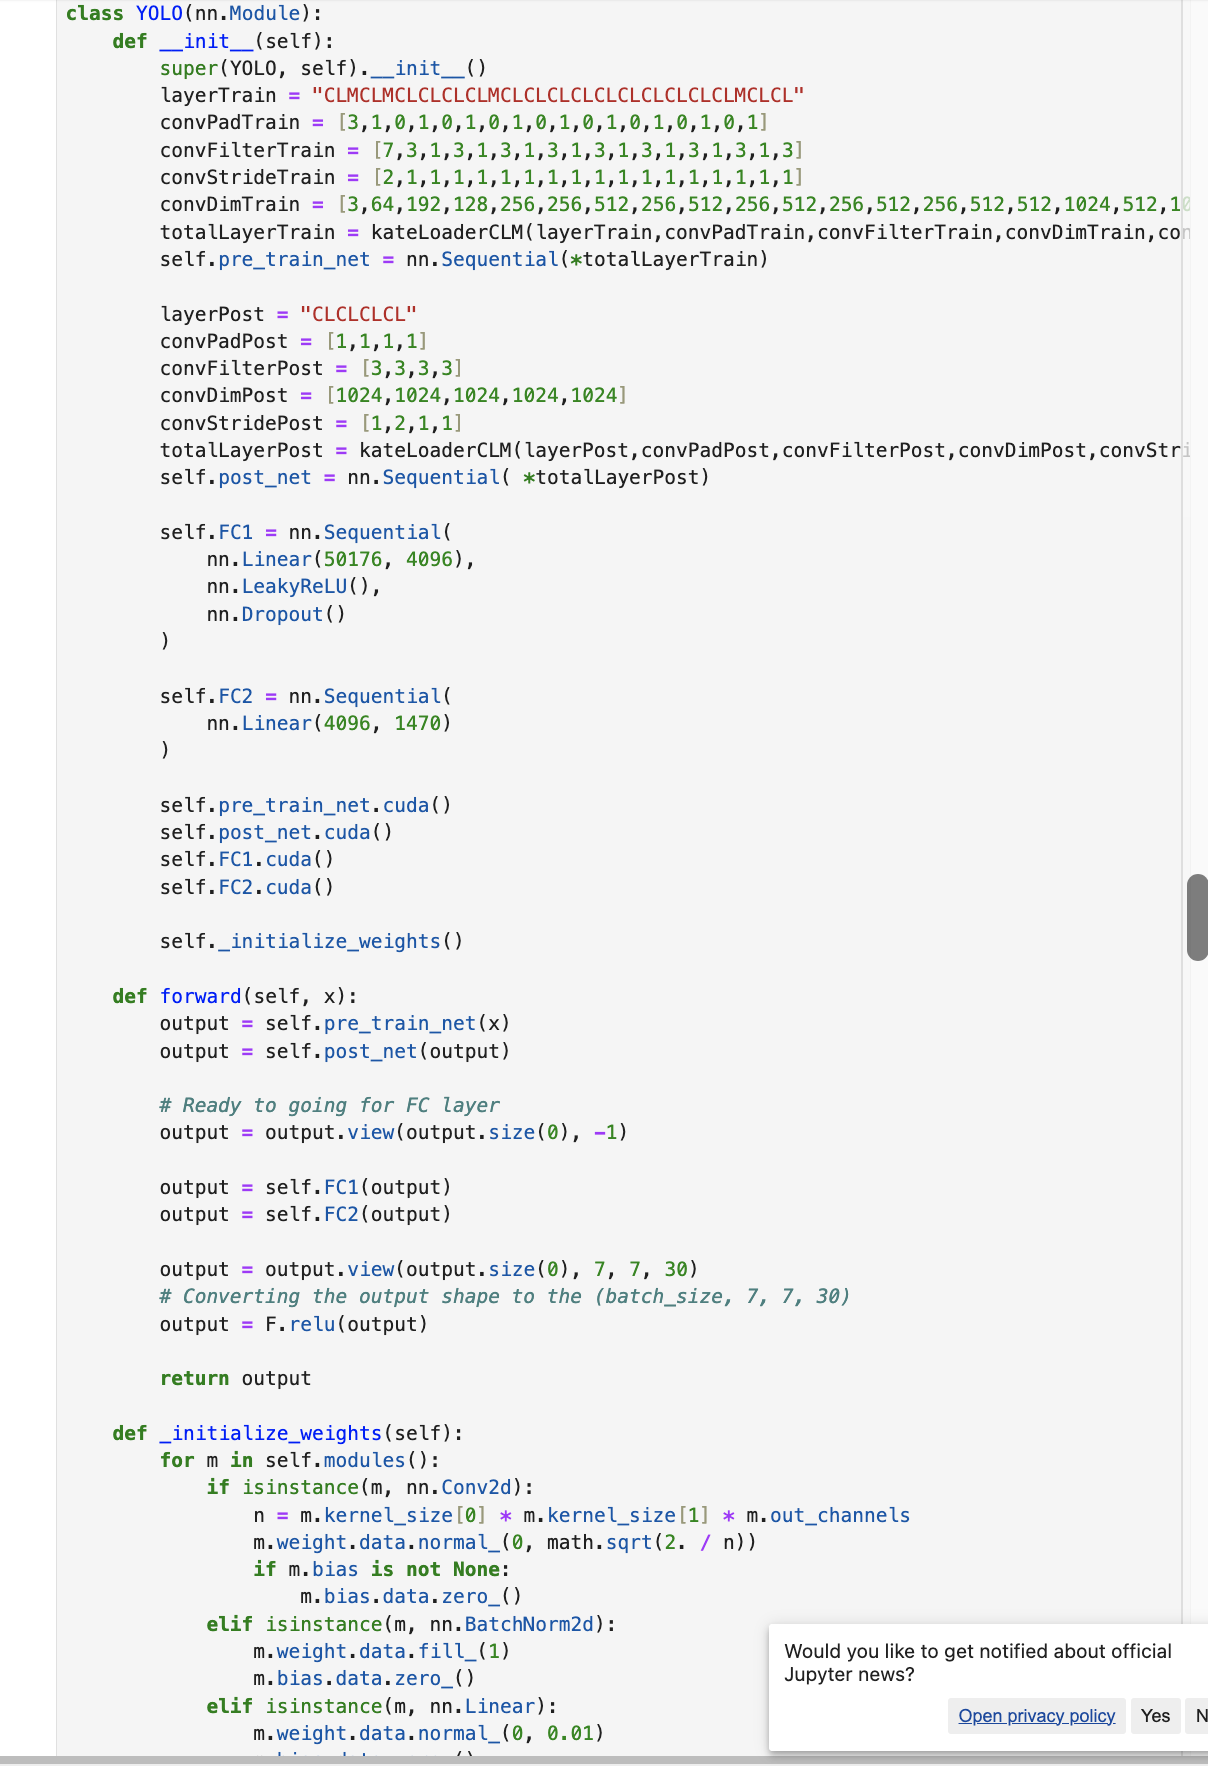 class YOLO(nn.Module):
    def __init__(self):
        super(YOLO, self).__init__()
        layerTrain = "CLMCLMCLCLCLCLMCLCLCLCLCLCLCLCLCLCLMCLCL"
        convPadTrain = [3,1,0,1,0,1,0,1,0,1,0,1,0,1,0,1,0,1]
        convFilterTrain = [7,3,1,3,1,3,1,3,1,3,1,3,1,3,1,3,1,3]
        convStrideTrain = [2,1,1,1,1,1,1,1,1,1,1,1,1,1,1,1,1,1]
        convDimTrain = [3,64,192,128,256,256,512,256,512,256,512,256,512,256,512,512,1024,512,10
        totalLayerTrain = kateLoaderCLM(layerTrain,convPadTrain,convFilterTrain,convDimTrain,con
        self.pre_train_net = nn.Sequential(*totalLayerTrain)

        layerPost = "CLCLCLCL"
        convPadPost = [1,1,1,1]
        convFilterPost = [3,3,3,3]
        convDimPost = [1024,1024,1024,1024,1024]
        convStridePost = [1,2,1,1]
        totalLayerPost = kateLoaderCLM(layerPost,convPadPost,convFilterPost,convDimPost,convStri
        self.post_net = nn.Sequential( *totalLayerPost)

        self.FC1 = nn.Sequential(
            nn.Linear(50176, 4096),
            nn.LeakyReLU(),
            nn.Dropout()
        )

        self.FC2 = nn.Sequential(
            nn.Linear(4096, 1470)
        )

        self.pre_train_net.cuda()
        self.post_net.cuda()
        self.FC1.cuda()
        self.FC2.cuda()

        self._initialize_weights()

    def forward(self, x):
        output = self.pre_train_net(x)
        output = self.post_net(output)

        # Ready to going for FC layer
        output = output.view(output.size(0), -1)

        output = self.FC1(output)
        output = self.FC2(output)

        output = output.view(output.size(0), 7, 7, 30)
        # Converting the output shape to the (batch_size, 7, 7, 30)
        output = F.relu(output)

        return output

    def _initialize_weights(self):
        for m in self.modules():
            if isinstance(m, nn.Conv2d):
                n = m.kernel_size[0] * m.kernel_size[1] * m.out_channels
                m.weight.data.normal_(0, math.sqrt(2. / n))
                if m.bias is not None:
                    m.bias.data.zero_()
            elif isinstance(m, nn.BatchNorm2d):
                m.weight.data.fill_(1)
                m.bias.data.zero_()
            elif isinstance(m, nn.Linear):
                m.weight.data.normal_(0, 0.01)
Would you like to get notified about official
Jupyter news?
Open privacy policy Yes N